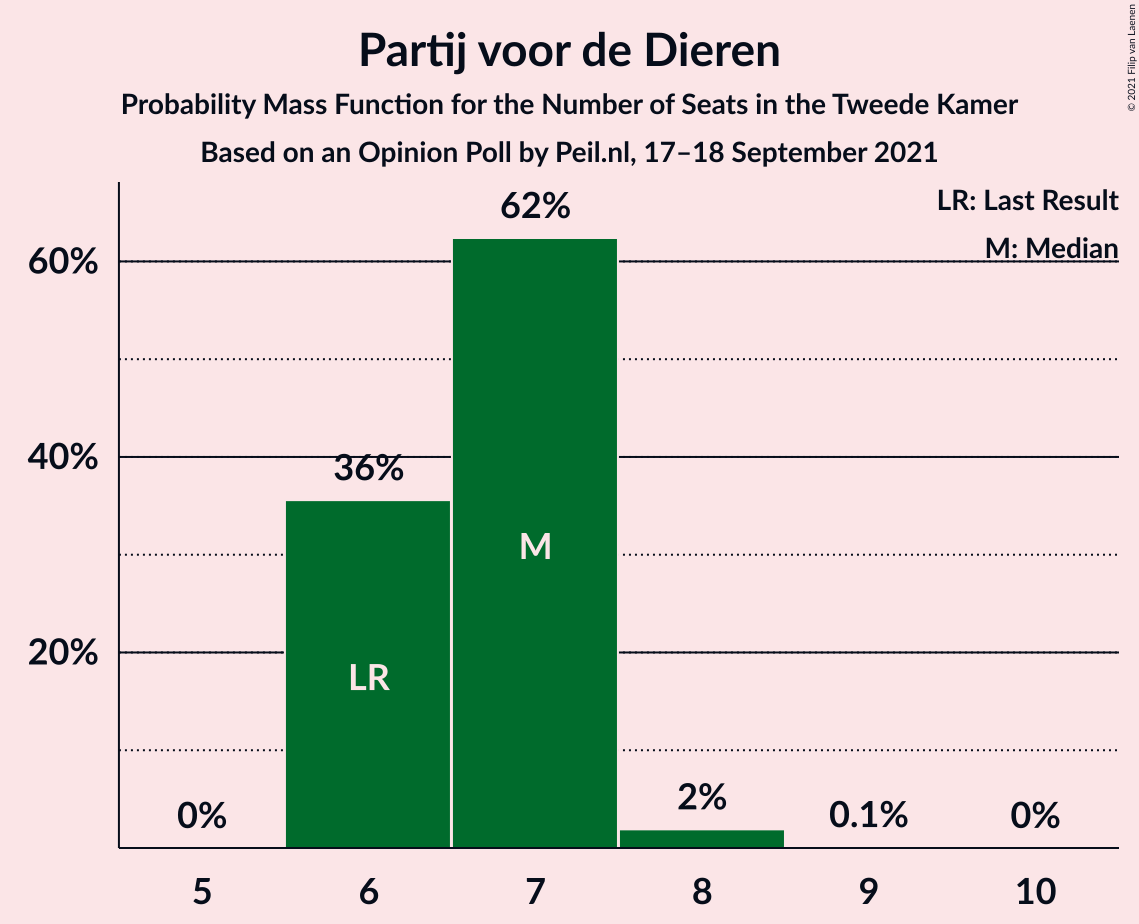 Partij voor de Dieren
Probability Mass Function for the Number of Seats in the Tweede Kamer
Based on an Opinion Poll by Peil.nl, 17–18 September 2021
© 2021 Filip van Laenen
LR: Last Result
M: Median
62%
60%
40%
36%
M
20%
LR
0%
2%
0.1%
0%
5 6 7 8 9 10